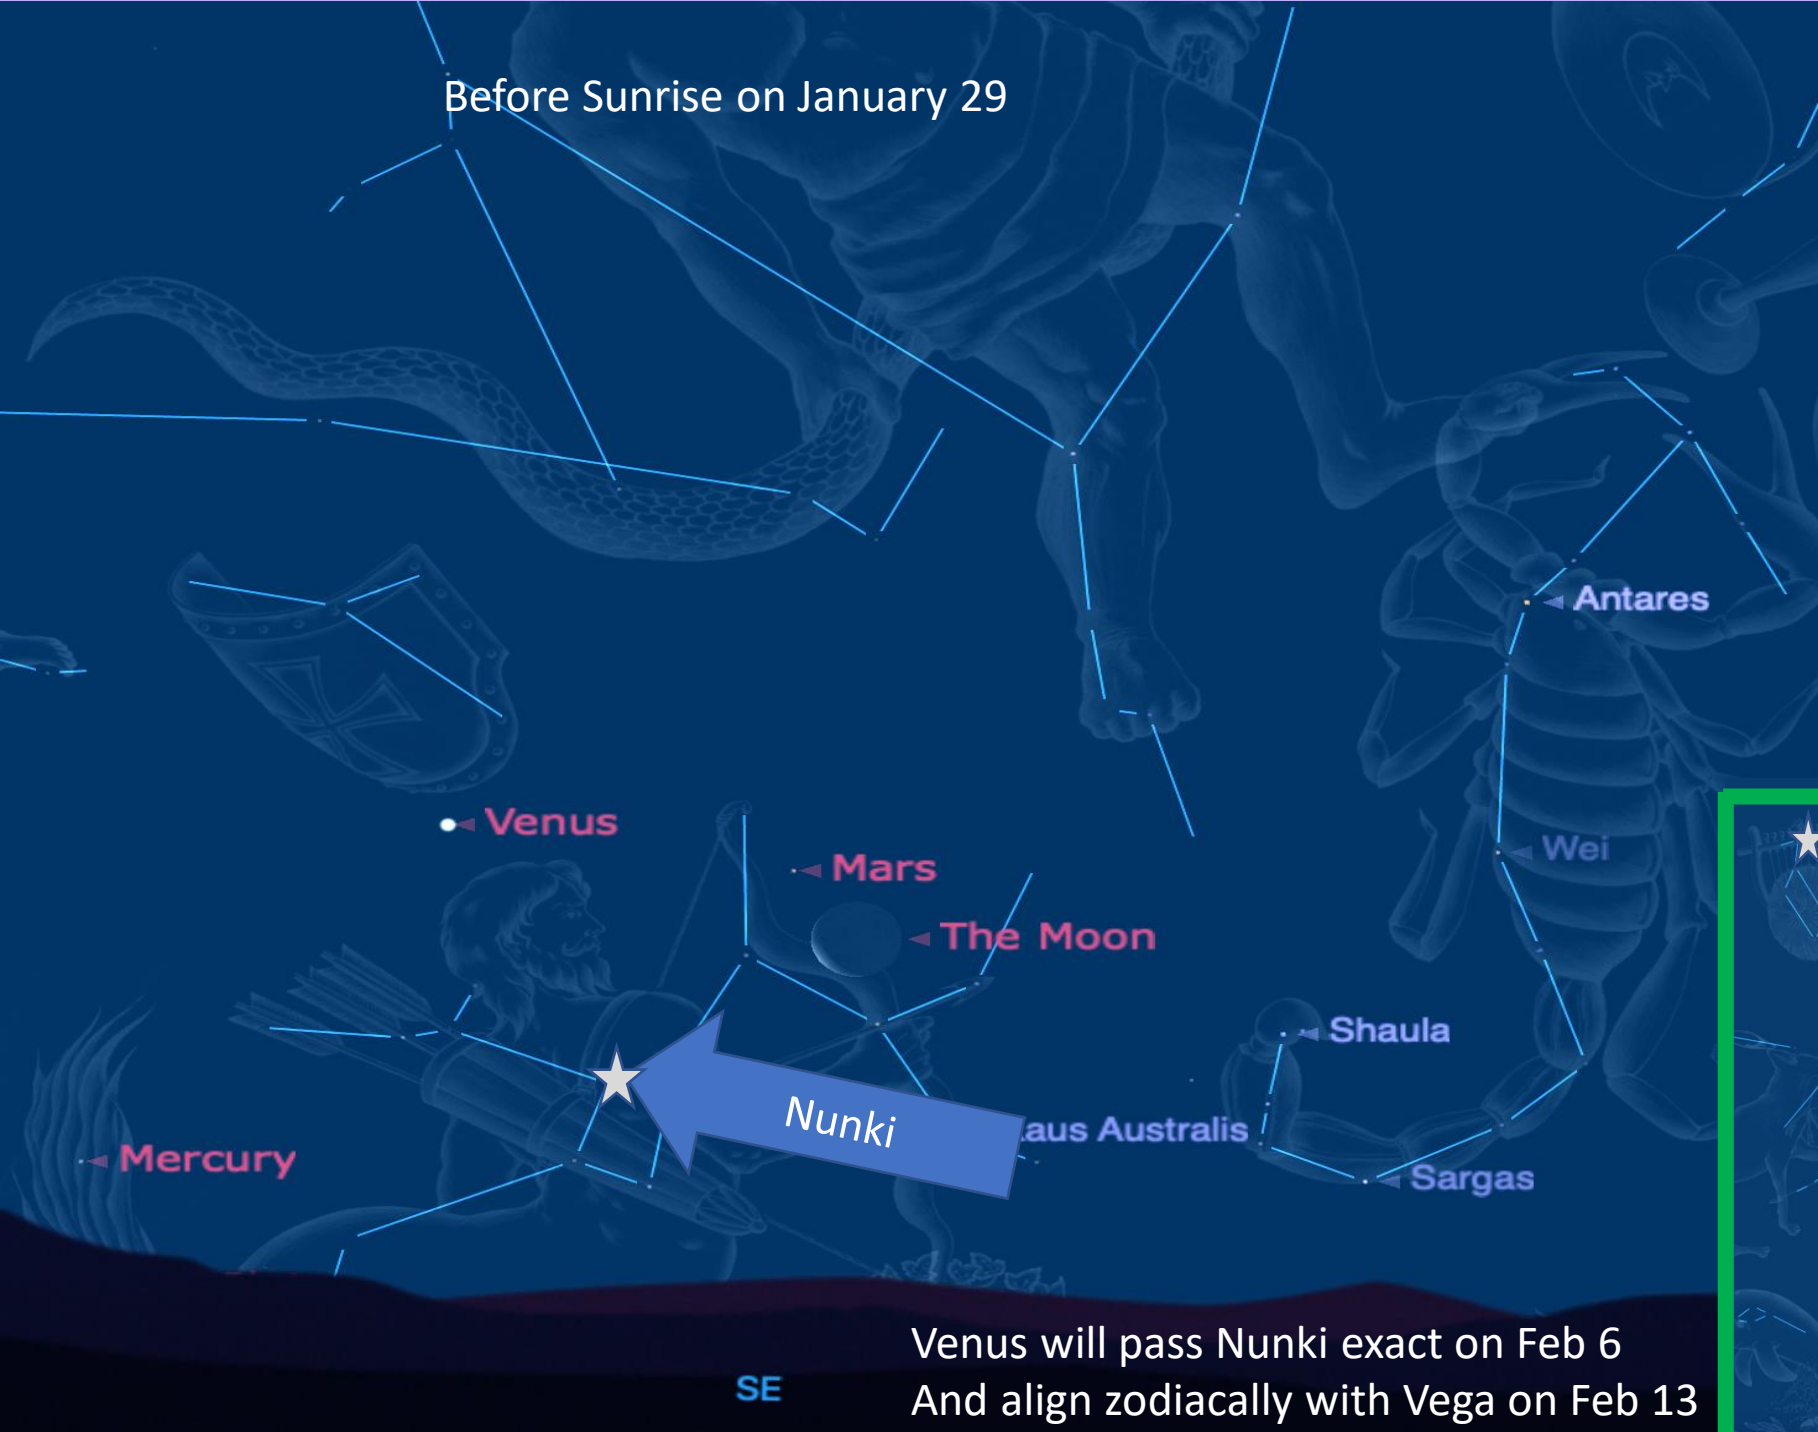 Before Sunrise on January 29
Antares
Venus
Wei
Mars
The Moon
Shaula
Nunki
aus Australis
Mercury
Sargas
Venus will pass Nunki exact on Feb 6
SE
And align zodiacally with Vega on Feb 13